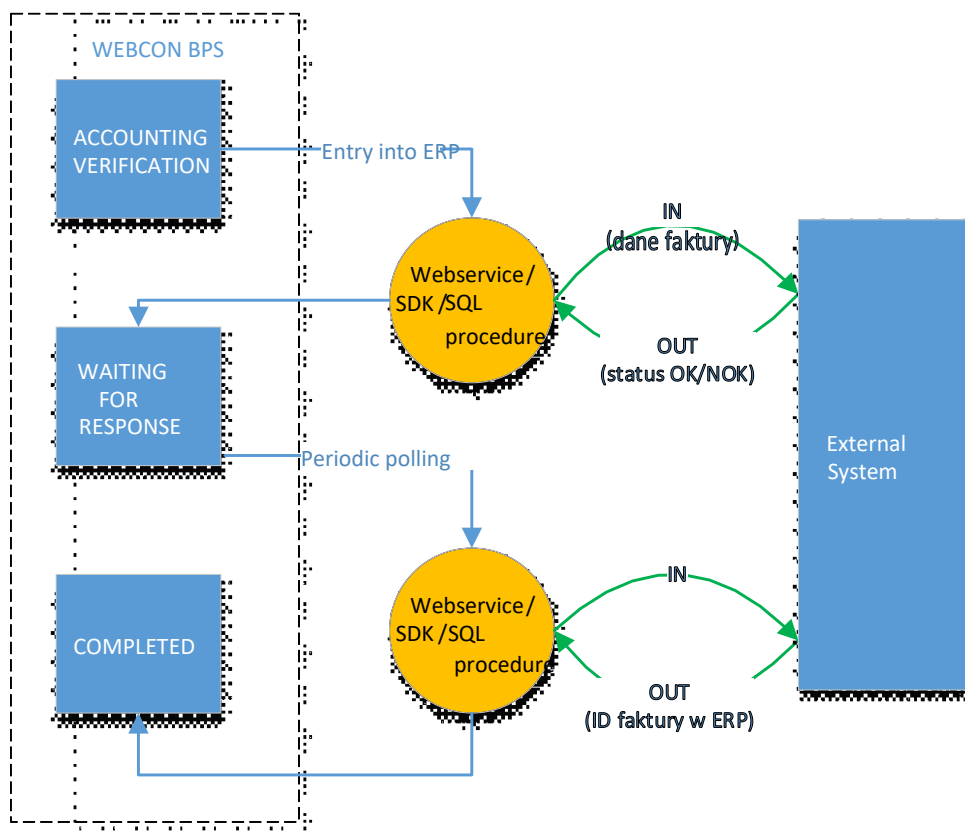 WEBCON BPS
ACCOUNTING
VERIFICATION
Entry into ERP
IN
(dane faktury)
Webservice/
SDK/SQL
procedure
OUT
(status OK/NOK)
WAITING
FOR
RESPONSE
External
System
Periodic polling
IN
Webservice/
SDK/SQL
procedure
COMPLETED
OUT
(ID faktury w ERP)